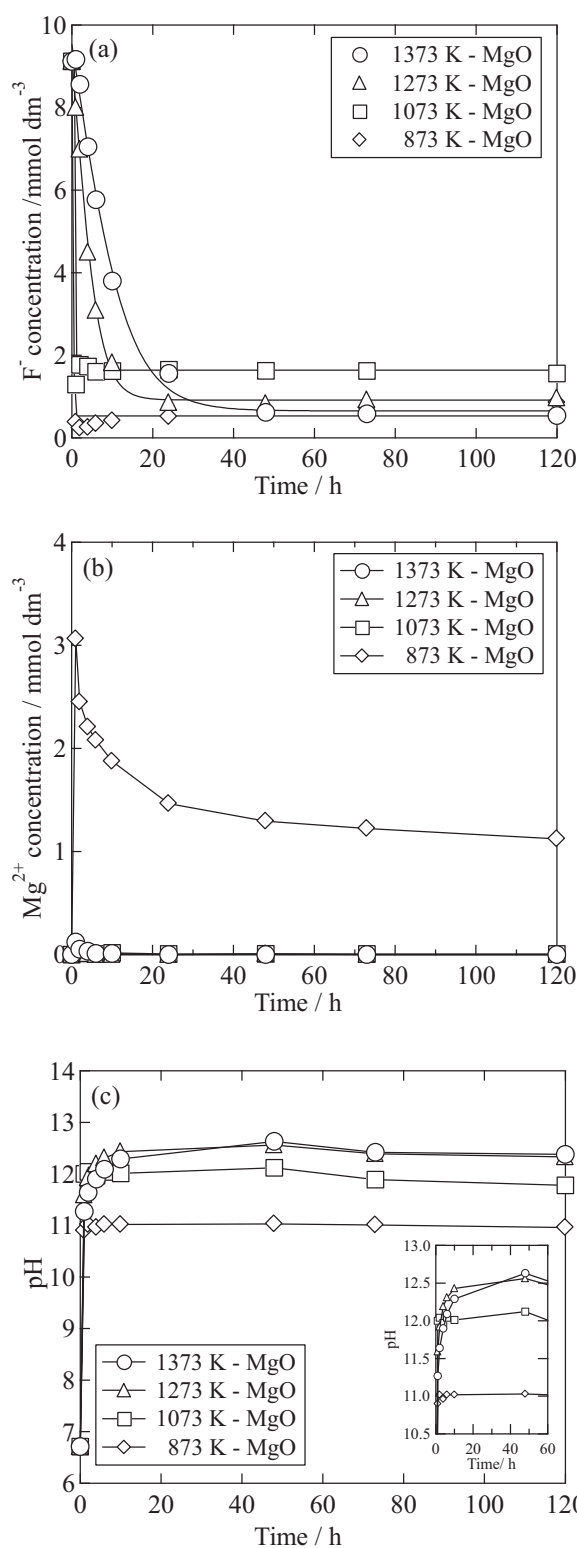 (a)
1373 K - MgO
1273 K - MgO
1073 K - MgO
873 K - MgO
F⁻ concentration /mmol dm⁻³
10
8
6
4
2
0
0 20 40 60 80 100 120
Time / h
(b)
1373 K - MgO
1273 K - MgO
1073 K - MgO
873 K - MgO
Mg²⁺ concentration / mmol dm⁻³
4
3
2
1
0
0 20 40 60 80 100 120
Time / h
(c)
pH
14
13
12
11
10
9
8
7
6
1373 K - MgO
1273 K - MgO
1073 K - MgO
873 K - MgO
pH
13.0
12.5
12.0
11.5
11.0
10.5
0 20 40 60
Time/ h
0 20 40 60 80 100 120
Time / h